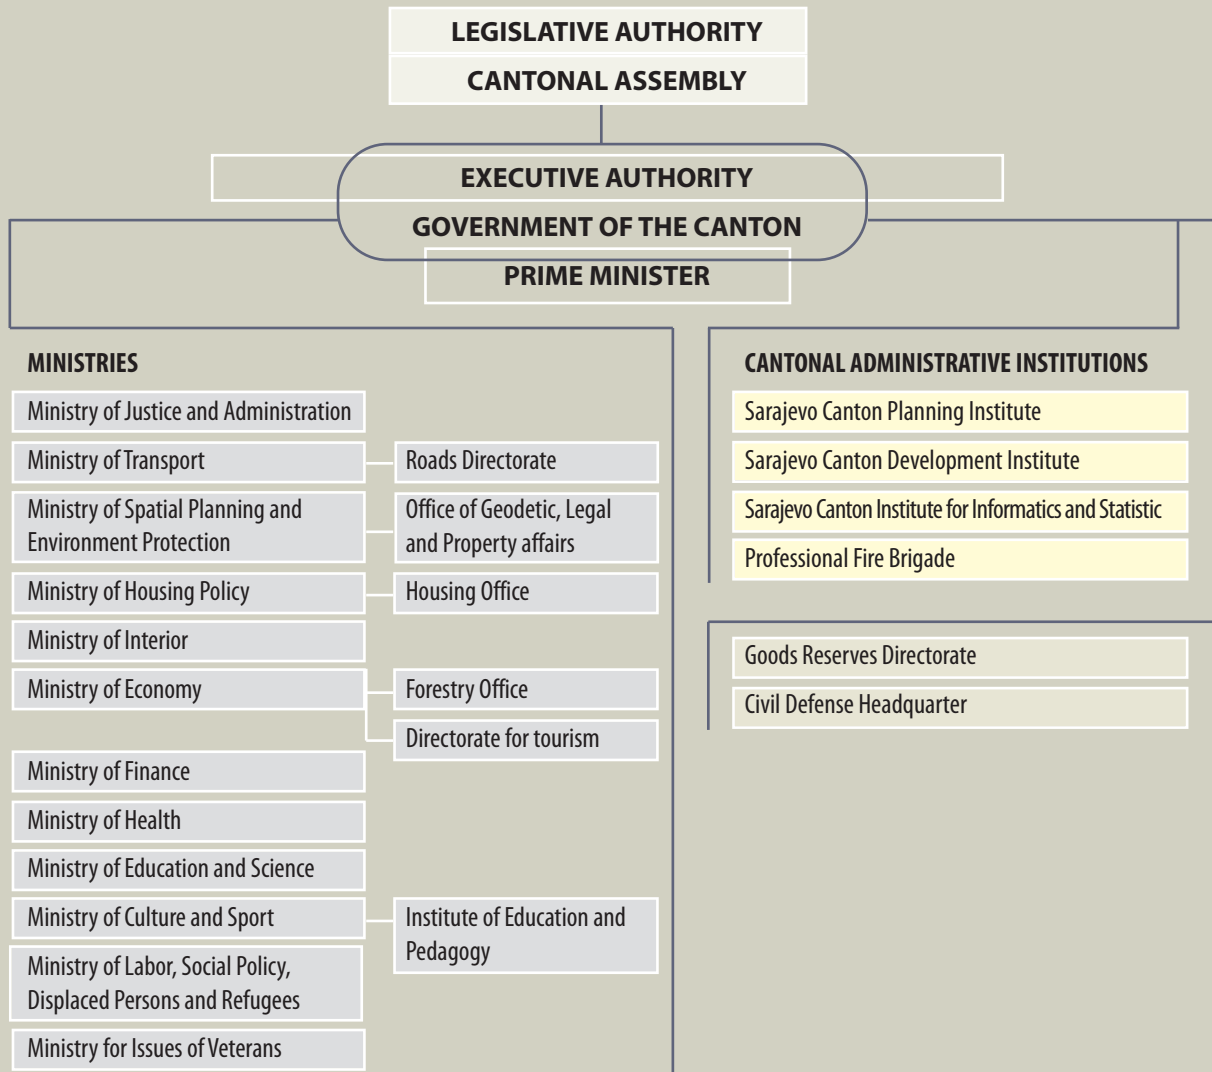 LEGISLATIVE AUTHORITY
CANTONAL ASSEMBLY
EXECUTIVE AUTHORITY
GOVERNMENT OF THE CANTON
PRIME MINISTER
MINISTRIES
Ministry of Justice and Administration
Ministry of Transport
Roads Directorate
Ministry of Spatial Planning and
Environment Protection
Office of Geodetic, Legal
and Property affairs
Ministry of Housing Policy
Housing Office
Ministry of Interior
Ministry of Economy
Forestry Office
Directorate for tourism
Ministry of Finance
Ministry of Health
Ministry of Education and Science
Ministry of Culture and Sport
Institute of Education and
Pedagogy
Ministry of Labor, Social Policy,
Displaced Persons and Refugees
Ministry for Issues of Veterans
CANTONAL ADMINISTRATIVE INSTITUTIONS
Sarajevo Canton Planning Institute
Sarajevo Canton Development Institute
Sarajevo Canton Institute for Informatics and Statistic
Professional Fire Brigade
Goods Reserves Directorate
Civil Defense Headquarter